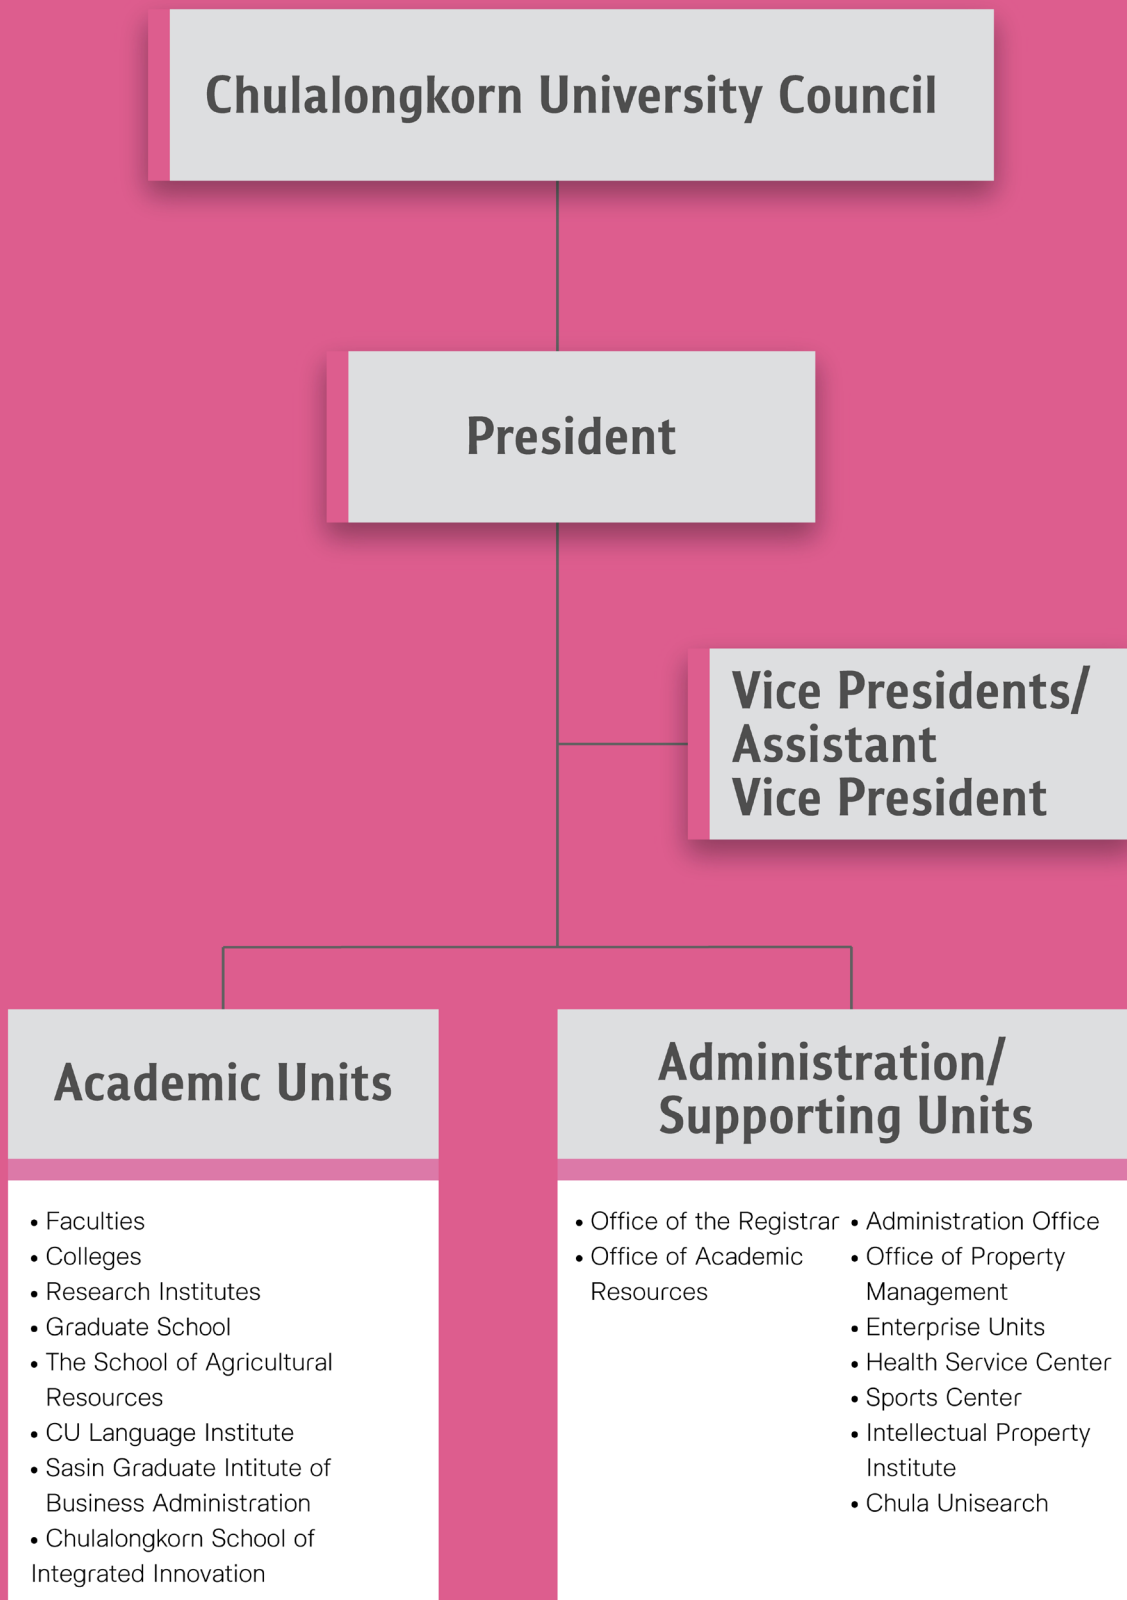 Chulalongkorn University Council
President
Vice Presidents/
Assistant
Vice President
Academic Units
• Faculties
• Colleges
• Research Institutes
• Graduate School
• The School of Agricultural
Resources
• CU Language Institute
• Sasin Graduate Intitute of
Business Administration
• Chulalongkorn School of
Integrated Innovation
Administration/
Supporting Units
• Office of the Registrar
• Office of Academic
Resources
• Administration Office
• Office of Property
Management
• Enterprise Units
• Health Service Center
• Sports Center
• Intellectual Property
Institute
• Chula Unisearch